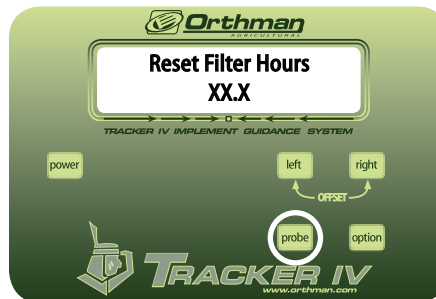 Orthman
AGRICULTURAL
Reset Filter Hours
XX.X
TRACKER IV IMPLEMENT GUIDANCE SYSTEM
power
left
right
OFFSET
probe
option
TRACKER IV
www.orthman.com